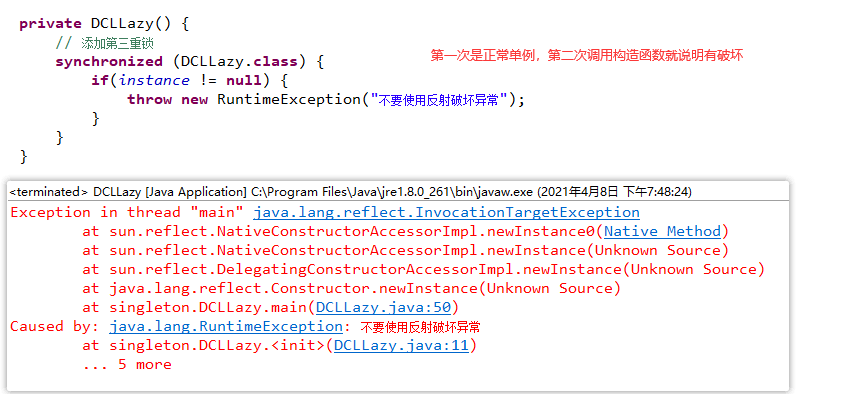 private DCLLazy() {
// 添加第三重锁
synchronized (DCLLazy.class) {
第一次是正常单例，第二次调用构造函数就说明有破坏
if(instance != null) {
throw new RuntimeException("不要使用反射破坏异常");
}
}
}
<terminated> DCLLazy [Java Application] C:\Program Files\Java\jre1.8.0_261\bin\javaw.exe (2021年4月8日 下午7:48:24)
Exception in thread "main" java.lang.reflect.InvocationTargetException
at sun.reflect.NativeConstructorAccessorImpl.newInstance0(Native Method)
at sun.reflect.NativeConstructorAccessorImpl.newInstance(Unknown Source)
at sun.reflect.DelegatingConstructorAccessorImpl.newInstance(Unknown Source)
at java.lang.reflect.Constructor.newInstance(Unknown Source)
at singleton.DCLLazy.main(DCLLazy.java:50)
Caused by: java.lang.RuntimeException: 不要使用反射破坏异常
at singleton.DCLLazy.<init>(DCLLazy.java:11)
... 5 more